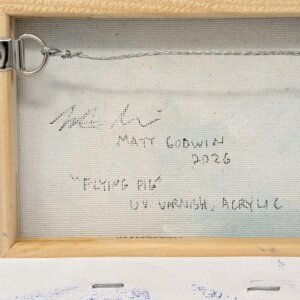 MATT GODWIN
2026
"FLYING PIG"
UV VARNISH, ACRYLIC